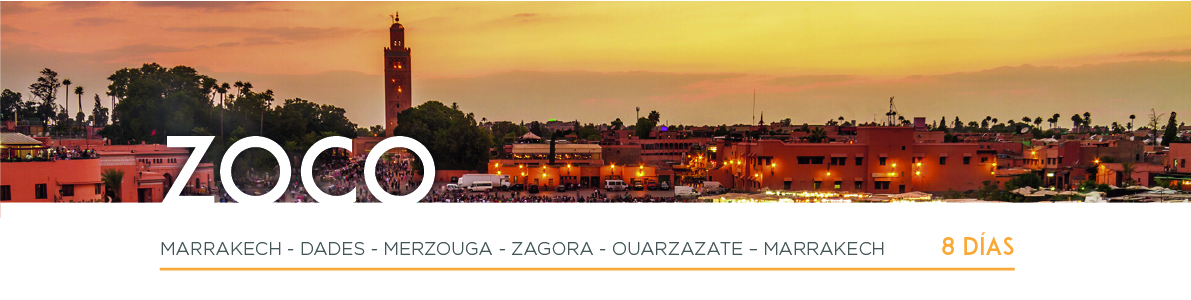 ZOCO
MARRAKECH - DADES - MERZOUGA - ZAGORA - OUARZAZATE – MARRAKECH 8 DÍAS